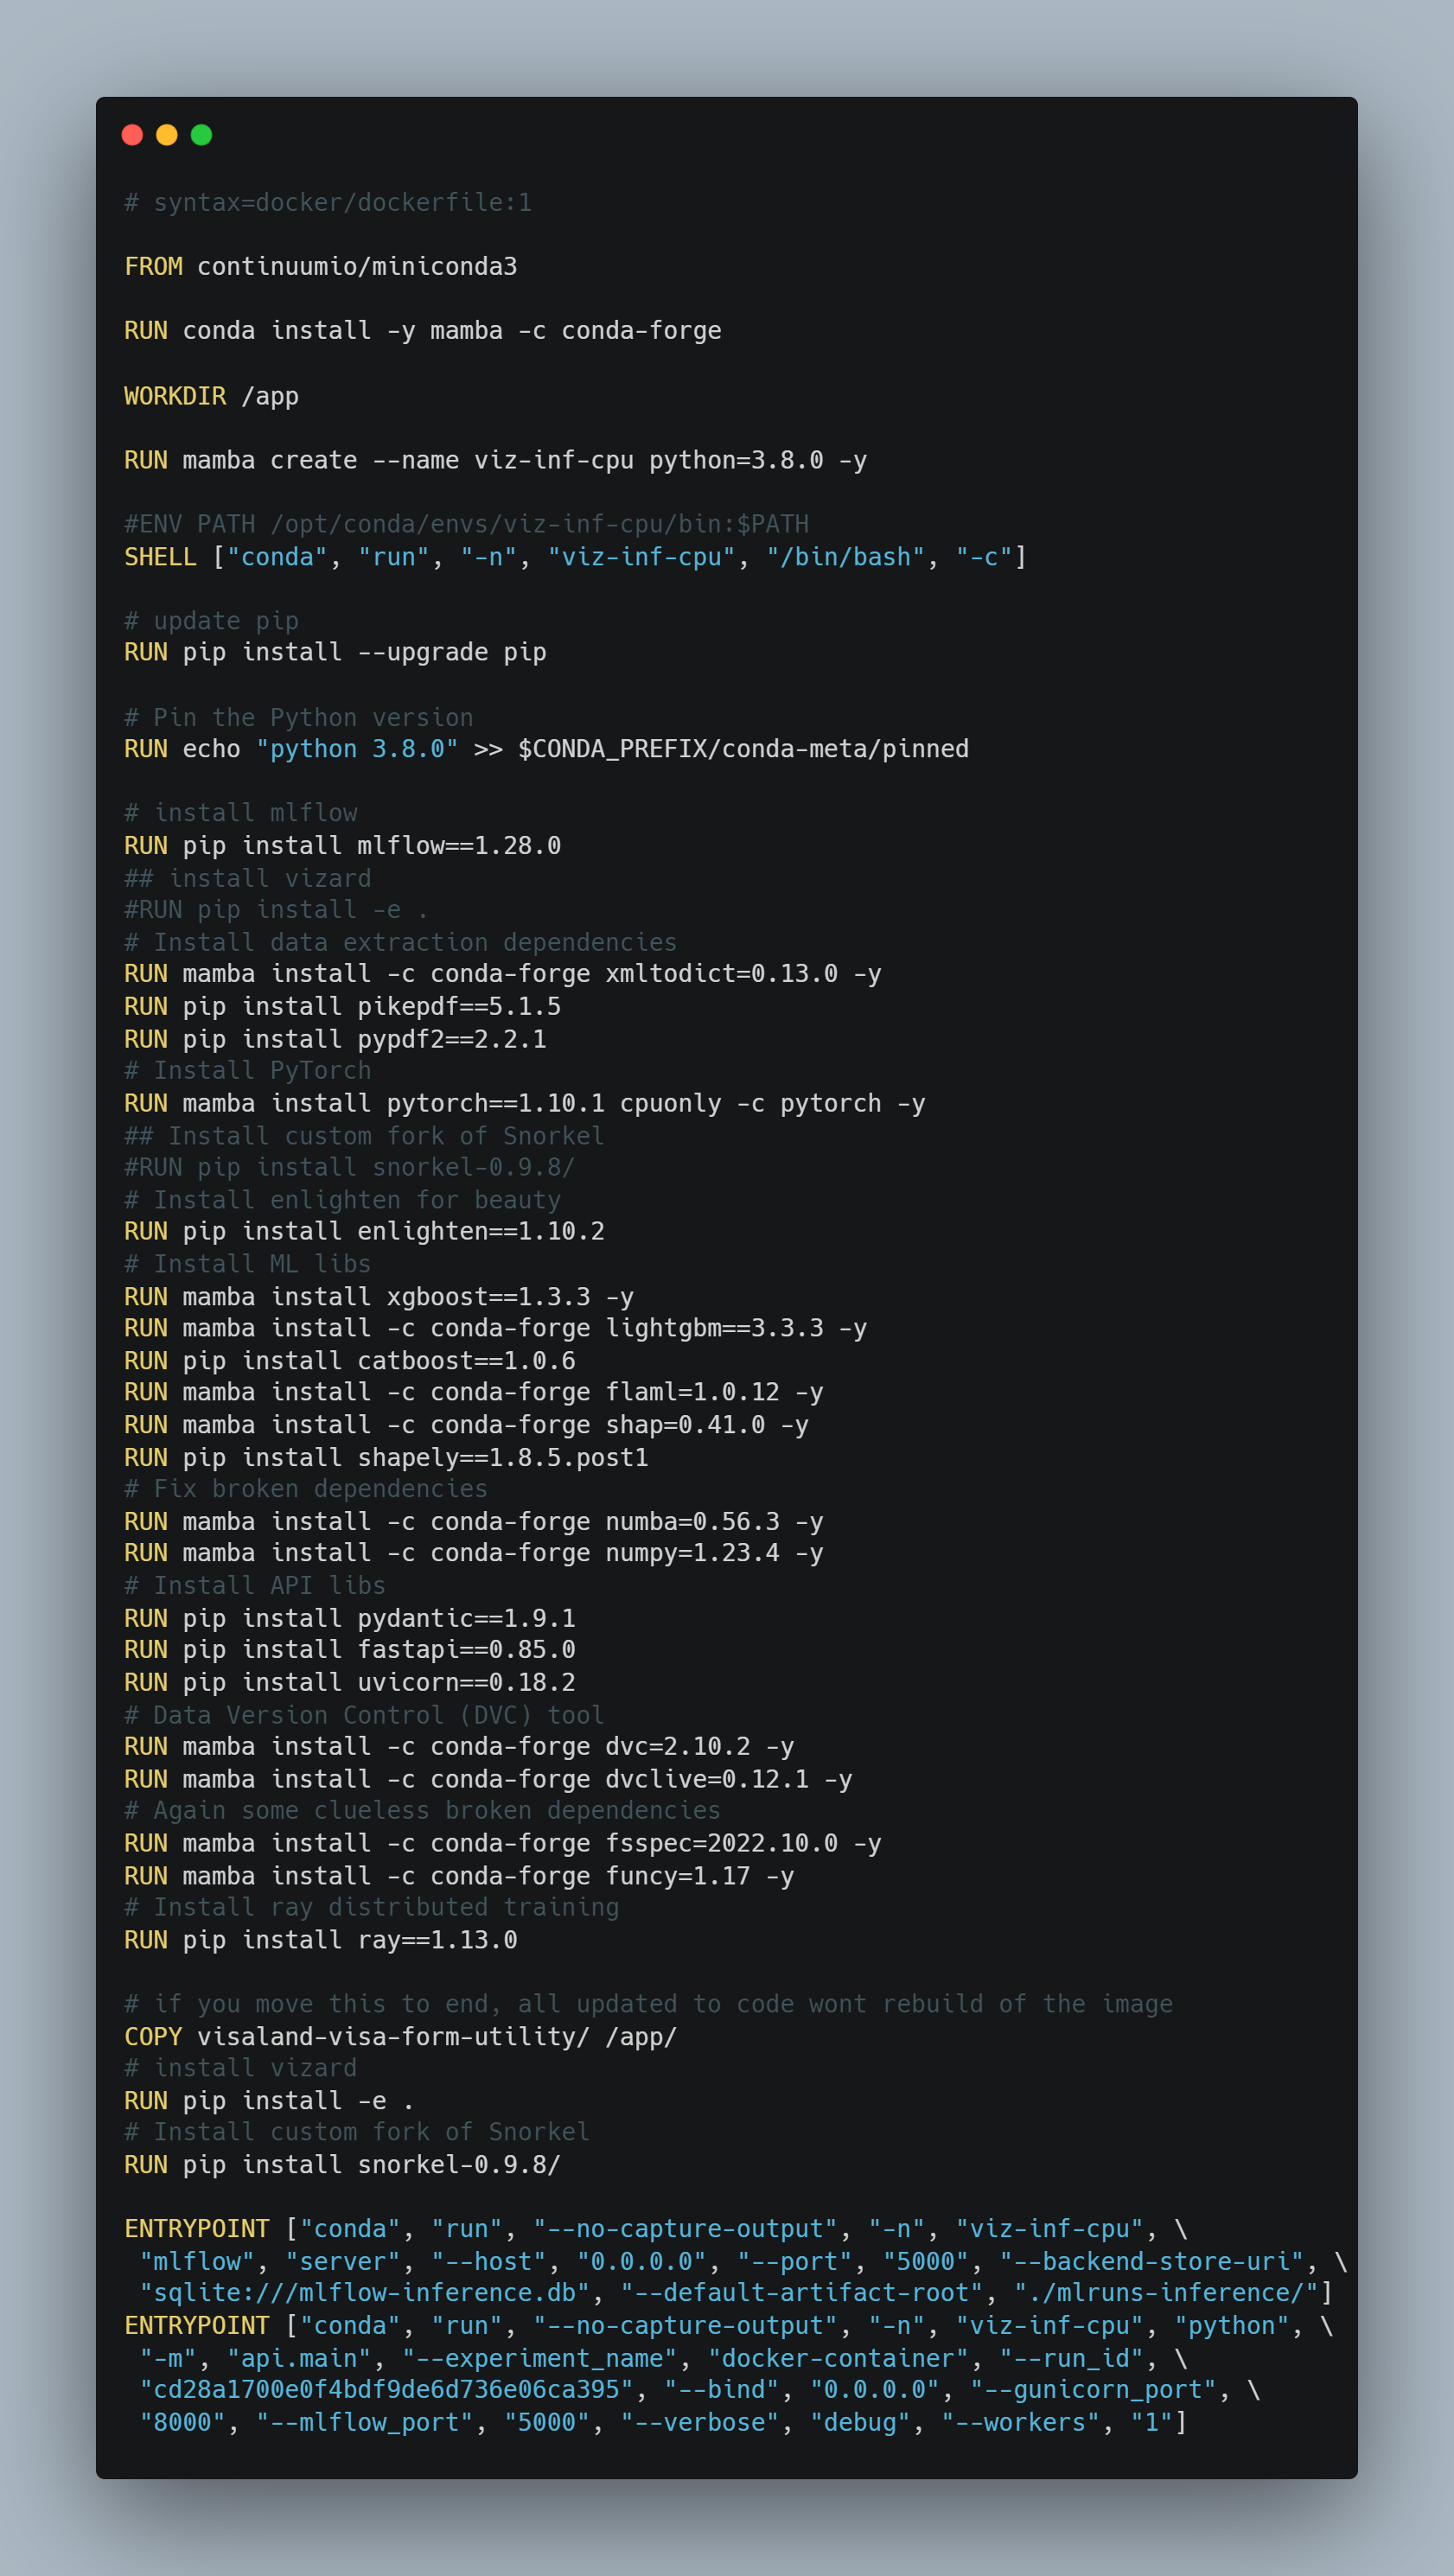 # syntax=docker/dockerfile:1
FROM continuumio/miniconda3
RUN conda install -y mamba -c conda-forge
WORKDIR /app
RUN mamba create --name viz-inf-cpu python=3.8.0 -y
#ENV PATH /opt/conda/envs/viz-inf-cpu/bin:$PATH
SHELL ["conda", "run", "-n", "viz-inf-cpu", "/bin/bash", "-c"]
# update pip
RUN pip install --upgrade pip
# Pin the Python version
RUN echo "python 3.8.0" >> $CONDA_PREFIX/conda-meta/pinned
# install mlflow
RUN pip install mlflow==1.28.0
## install vizard
#RUN pip install -e .
# Install data extraction dependencies
RUN mamba install -c conda-forge xmltodict=0.13.0 -y
RUN pip install pikepdf==5.1.5
RUN pip install pypdf2==2.2.1
# Install PyTorch
RUN mamba install pytorch==1.10.1 cpuonly -c pytorch -y
## Install custom fork of Snorkel
#RUN pip install snorkel-0.9.8/
# Install enlighten for beauty
RUN pip install enlighten==1.10.2
# Install ML libs
RUN mamba install xgboost==1.3.3 -y
RUN mamba install -c conda-forge lightgbm==3.3.3 -y
RUN pip install catboost==1.0.6
RUN mamba install -c conda-forge flaml=1.0.12 -y
RUN mamba install -c conda-forge shap=0.41.0 -y
RUN pip install shapely==1.8.5.post1
# Fix broken dependencies
RUN mamba install -c conda-forge numba=0.56.3 -y
RUN mamba install -c conda-forge numpy=1.23.4 -y
# Install API libs
RUN pip install pydantic==1.9.1
RUN pip install fastapi==0.85.0
RUN pip install uvicorn==0.18.2
# Data Version Control (DVC) tool
RUN mamba install -c conda-forge dvc=2.10.2 -y
RUN mamba install -c conda-forge dvclive=0.12.1 -y
# Again some clueless broken dependencies
RUN mamba install -c conda-forge fsspec=2022.10.0 -y
RUN mamba install -c conda-forge funcy=1.17 -y
# Install ray distributed training
RUN pip install ray==1.13.0
# if you move this to end, all updated to code wont rebuild of the image
COPY visaland-visa-form-utility/ /app/
# install vizard
RUN pip install -e .
# Install custom fork of Snorkel
RUN pip install snorkel-0.9.8/
ENTRYPOINT ["conda", "run", "--no-capture-output", "-n", "viz-inf-cpu", \
"mlflow", "server", "--host", "0.0.0.0", "--port", "5000", "--backend-store-uri", \
"sqlite:///mlflow-inference.db", "--default-artifact-root", "./mlruns-inference/"]
ENTRYPOINT ["conda", "run", "--no-capture-output", "-n", "viz-inf-cpu", "python", \
"-m", "api.main", "--experiment_name", "docker-container", "--run_id", \
"cd28a1700e0f4bdf9de6d736e06ca395", "--bind", "0.0.0.0", "--gunicorn_port", \
"8000", "--mlflow_port", "5000", "--verbose", "debug", "--workers", "1"]